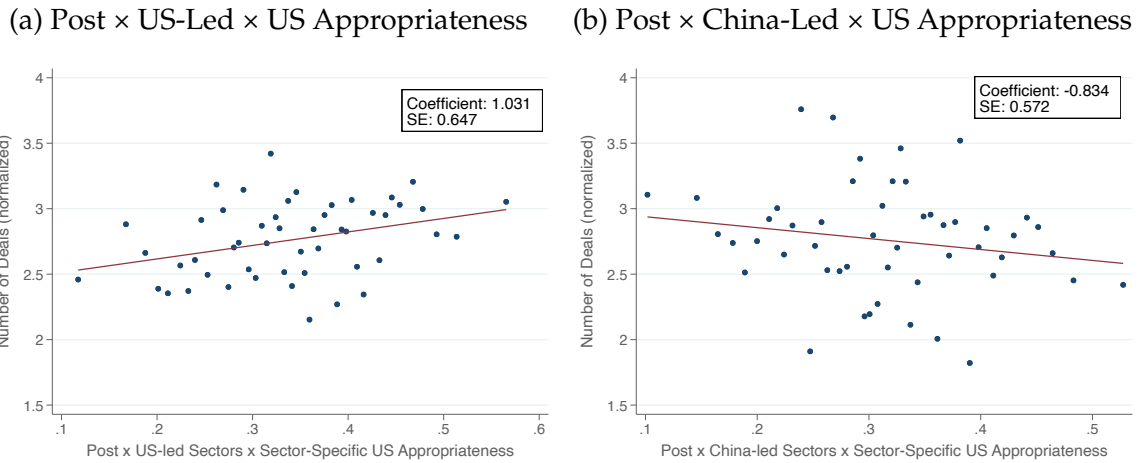 (a) Post × US-Led × US Appropriateness
(b) Post × China-Led × US Appropriateness
Number of Deals (normalized)
4
3.5
3
2.5
2
1.5
Coefficient: 1.031
SE: 0.647
.1 .2 .3 .4 .5 .6
Post x US-led Sectors x Sector-Specific US Appropriateness
Number of Deals (normalized)
4
3.5
3
2.5
2
1.5
Coefficient: -0.834
SE: 0.572
.1 .2 .3 .4 .5
Post x China-led Sectors x Sector-Specific US Appropriateness